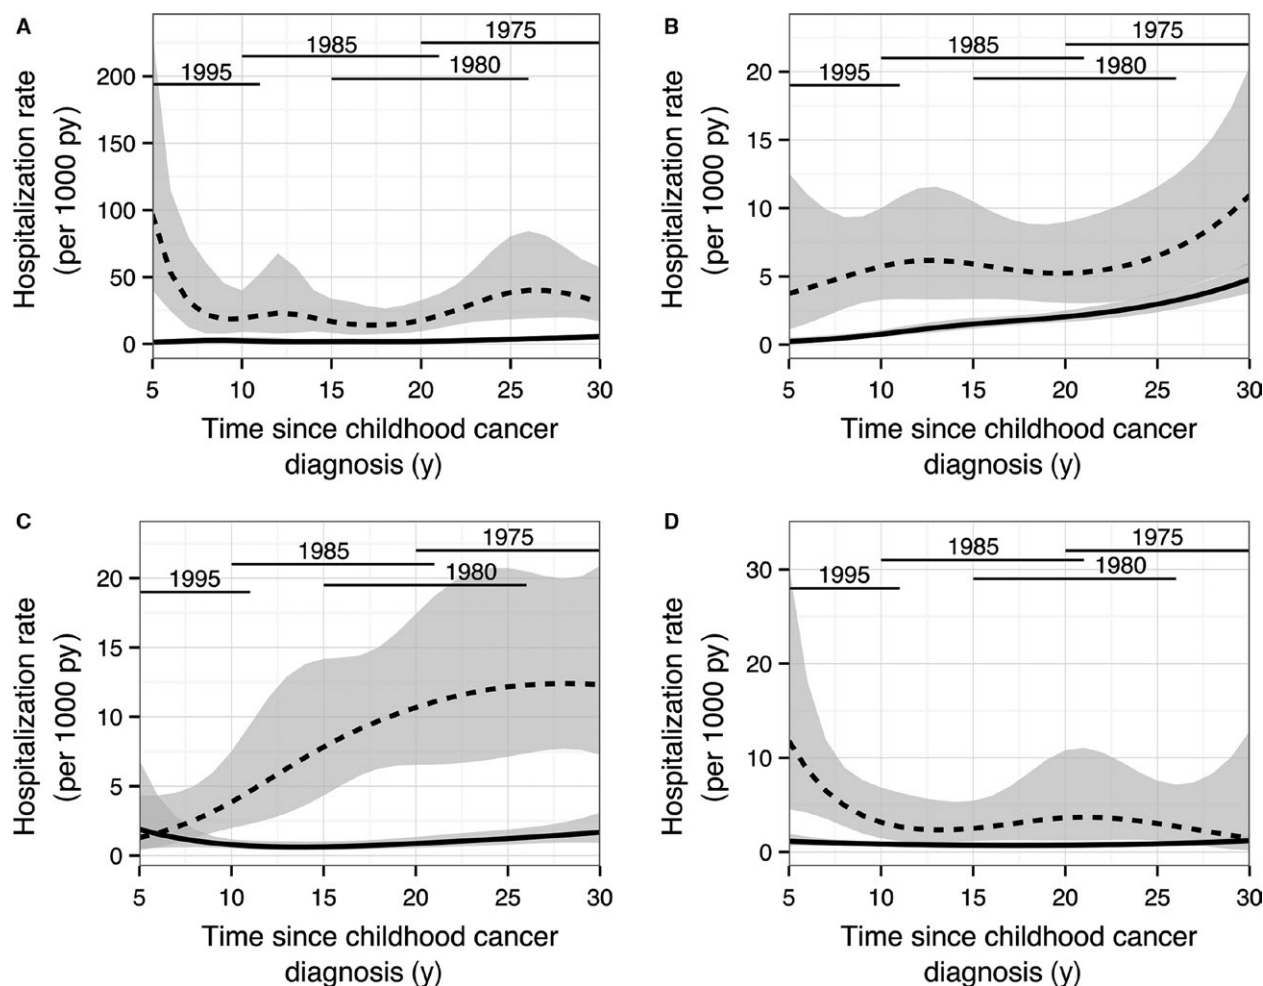 A
Hospitalization rate
(per 1000 py)
200
150
100
50
0
1975
1985
1980
1995
5 10 15 20 25 30
Time since childhood cancer
diagnosis (y)
B
Hospitalization rate
(per 1000 py)
20
15
10
5
0
1975
1985
1980
1995
5 10 15 20 25 30
Time since childhood cancer
diagnosis (y)
C
Hospitalization rate
(per 1000 py)
20
15
10
5
0
1975
1985
1980
1995
5 10 15 20 25 30
Time since childhood cancer
diagnosis (y)
D
Hospitalization rate
(per 1000 py)
30
20
10
0
1975
1985
1980
1995
5 10 15 20 25 30
Time since childhood cancer
diagnosis (y)